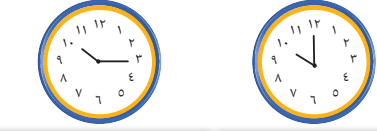 ١٢ ١ ٢ ٣ ٤ ٥ ٦ ٧ ٨ ٩ ١٠ ١١
١٢ ١ ٢ ٣ ٤ ٥ ٦ ٧ ٨ ٩ ١٠ ١١